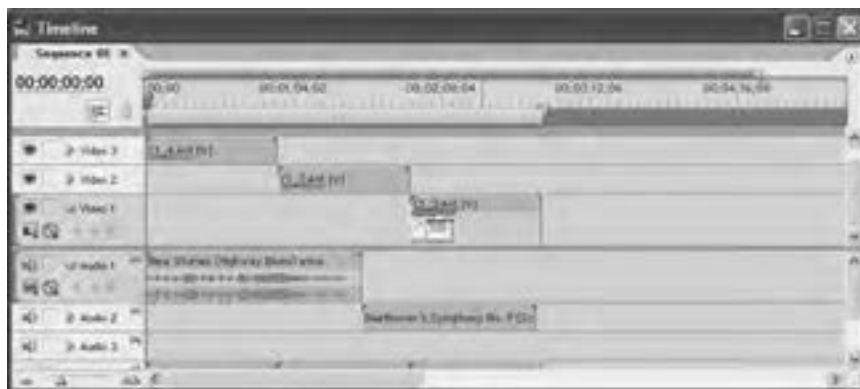 Timeline
Sequence 01 x
00:00:00:00
00;00 00;01;04;02 00;02;08;04 00;03;12;06 00;04;16;08
Video 3
Video 2
Video 1
New Stories (Highway Blues).wma
Audio 1
Audio 2 Beethoven's Symphony No. 9 (Sc
Audio 3